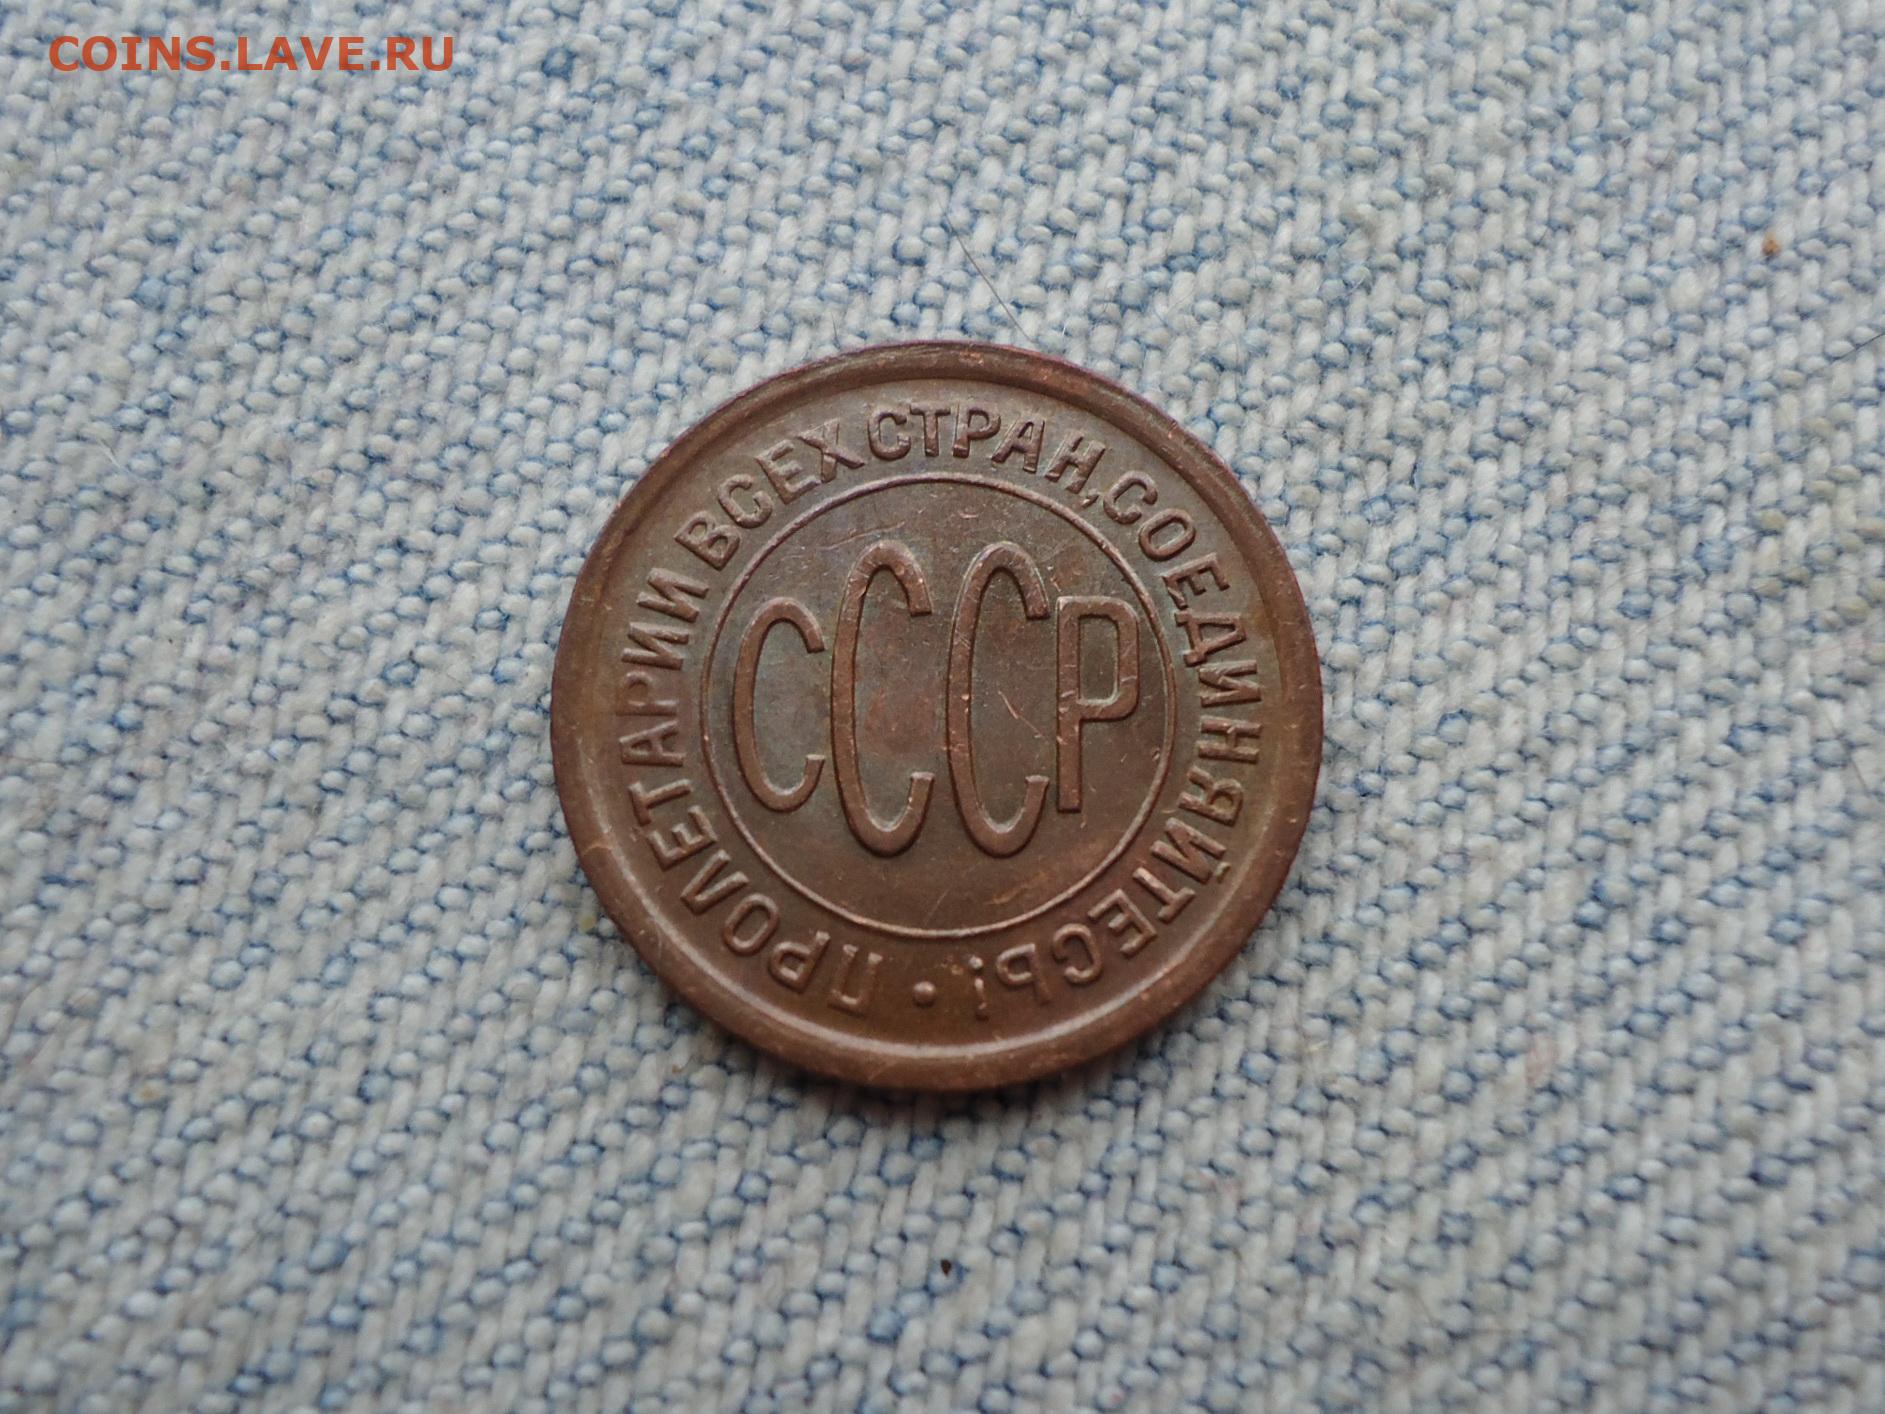 COINS.LAVE.RU
ПРОЛЕТАРИИ ВСЕХ СТРАН, СОЕДИНЯЙТЕСЬ! •
СССР